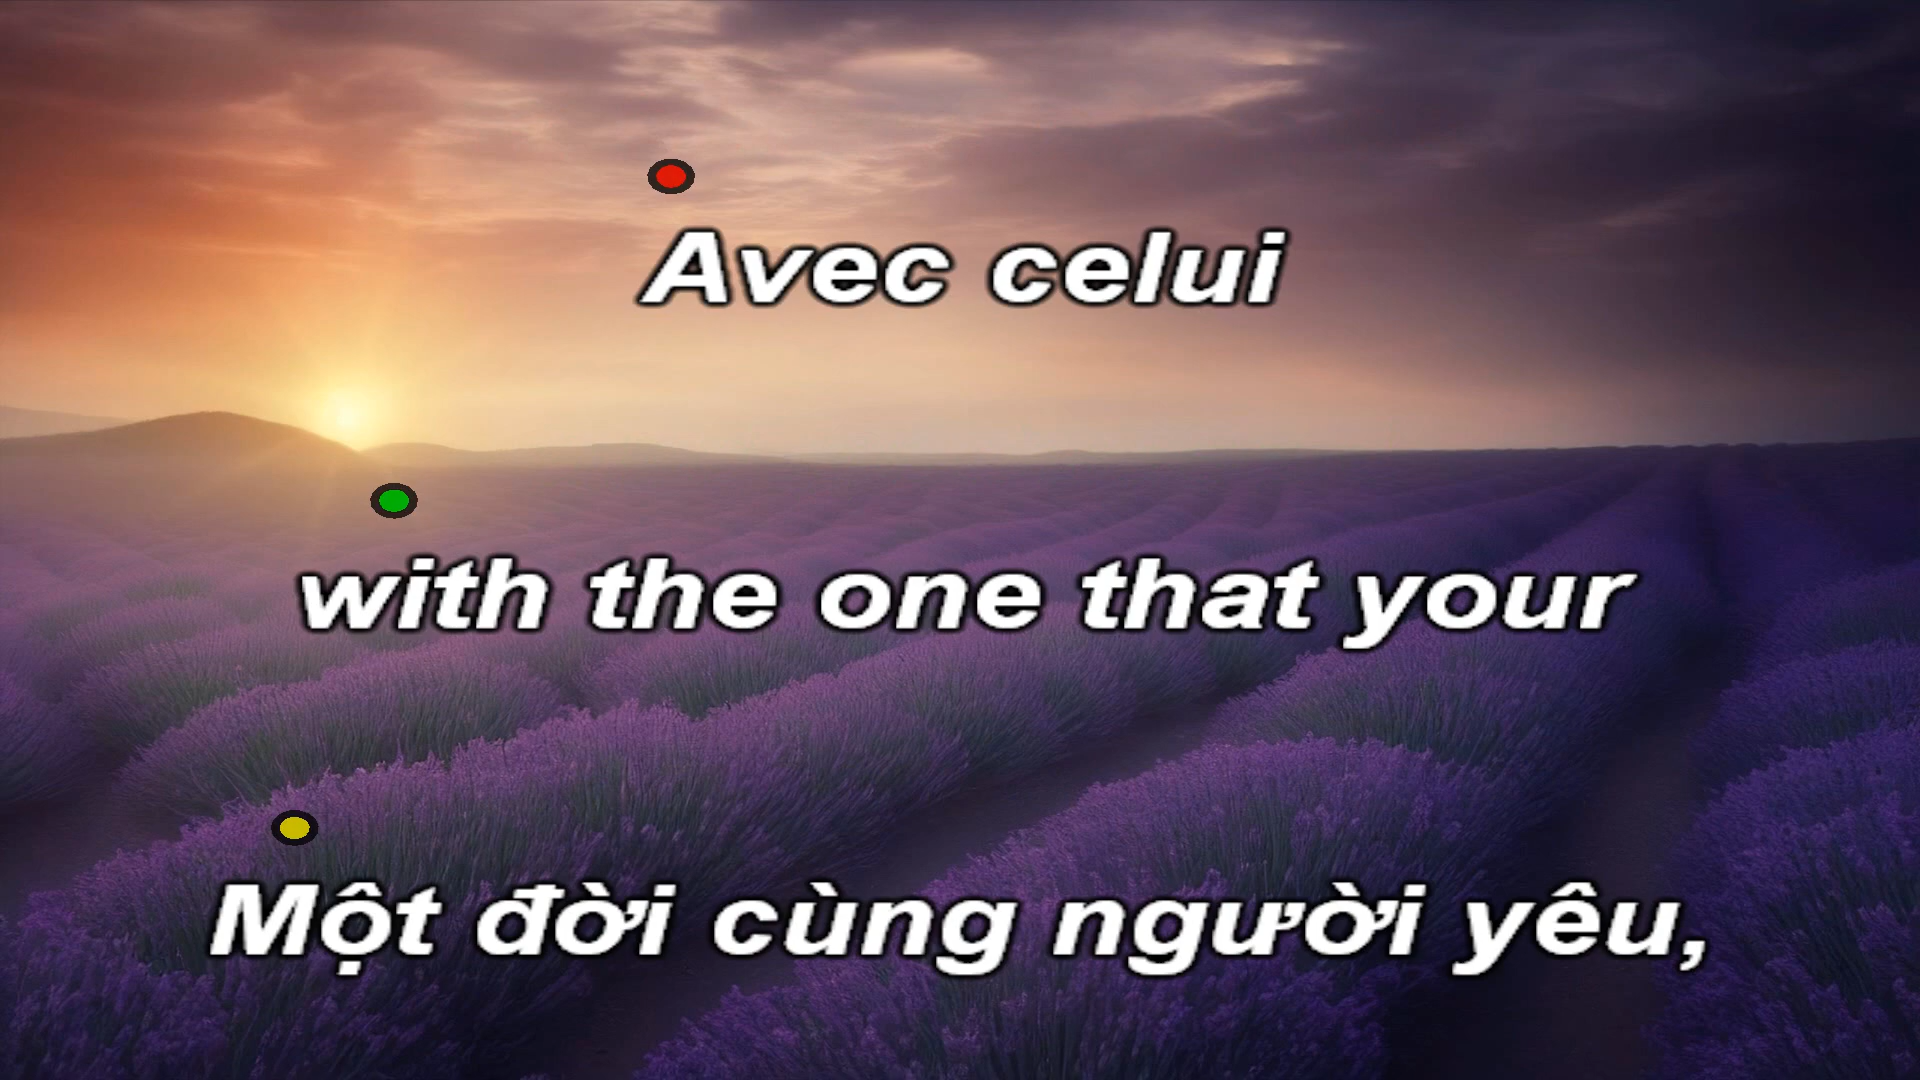 Avec celui
with the one that your
Một đời cùng người yêu,